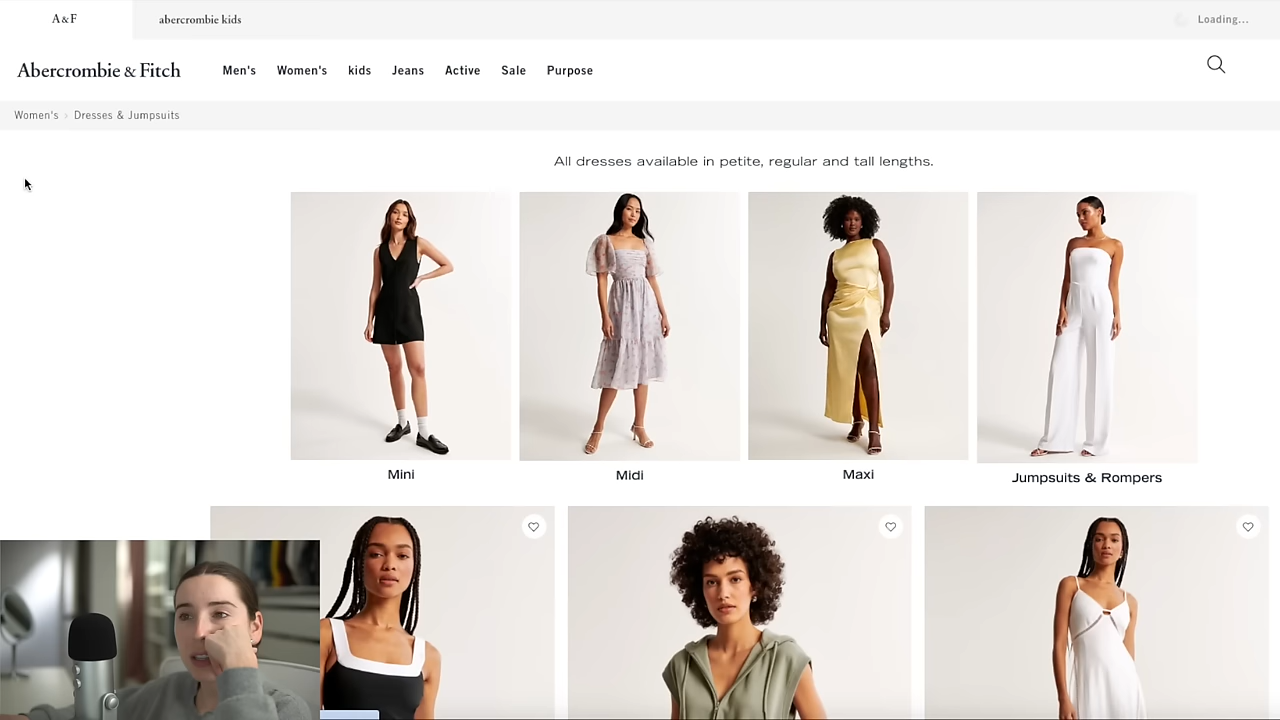 A&F
abercrombie kids
Loading...
Abercrombie & Fitch
Men's
Women's
kids
Jeans
Active
Sale
Purpose
Women's › Dresses & Jumpsuits
All dresses available in petite, regular and tall lengths.
Mini
Midi
Maxi
Jumpsuits & Rompers